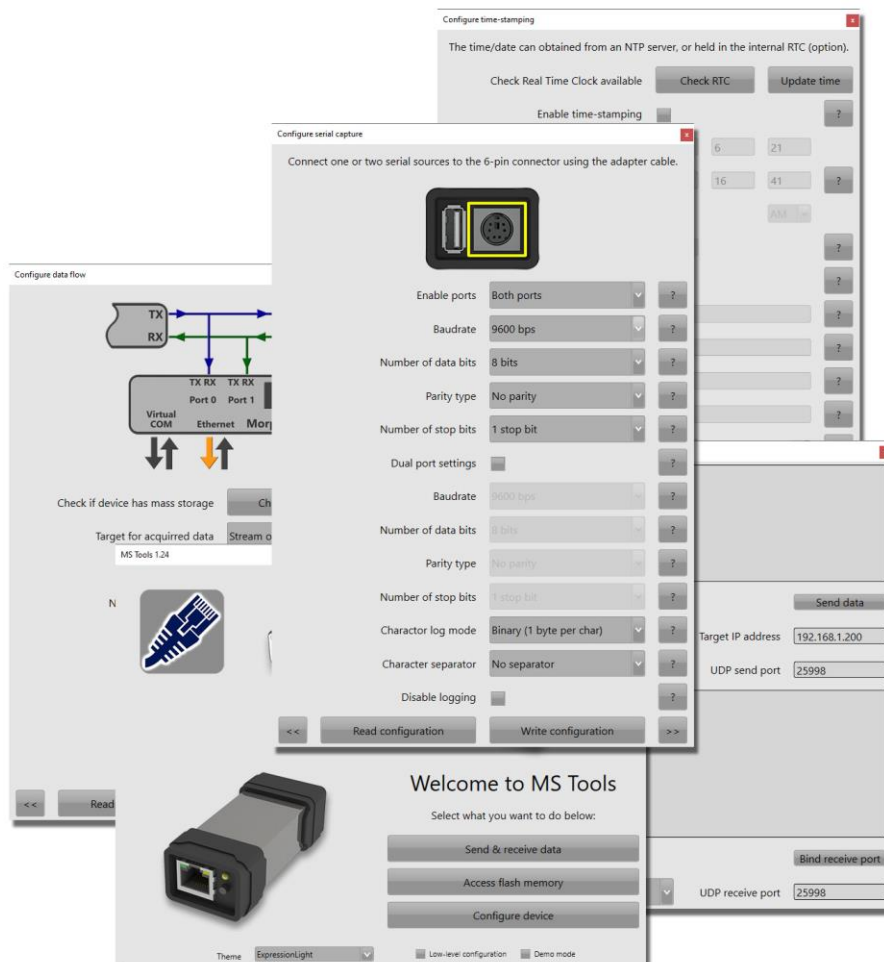 Configure time-stamping
The time/date can obtained from an NTP server, or held in the internal RTC (option).
Check Real Time Clock available Check RTC Update time
Enable time-stamping ?
6 21
16 41 ?
AM
?
?
?
?
?
?
Configure serial capture
Connect one or two serial sources to the 6-pin connector using the adapter cable.
Enable ports Both ports ?
Baudrate 9600 bps ?
Number of data bits 8 bits ?
Parity type No parity ?
Number of stop bits 1 stop bit ?
Dual port settings ?
Baudrate 9600 bps ?
Number of data bits 8 bits ?
Parity type No parity ?
Number of stop bits 1 stop bit ?
Charactor log mode Binary (1 byte per char) ?
Character separator No separator ?
Disable logging ?
<< Read configuration Write configuration >>
Configure data flow
TX
RX
TX RX TX RX
Port 0 Port 1
Virtual
COM Ethernet
Check if device has mass storage
Target for acquirred data Stream
<< Read
Send data
Target IP address 192.168.1.200
UDP send port 25998
Bind receive port
UDP receive port 25998
MS Tools 1.24
Welcome to MS Tools
Select what you want to do below:
Send & receive data
Access flash memory
Configure device
Theme ExpressionLight Low-level configuration Demo mode